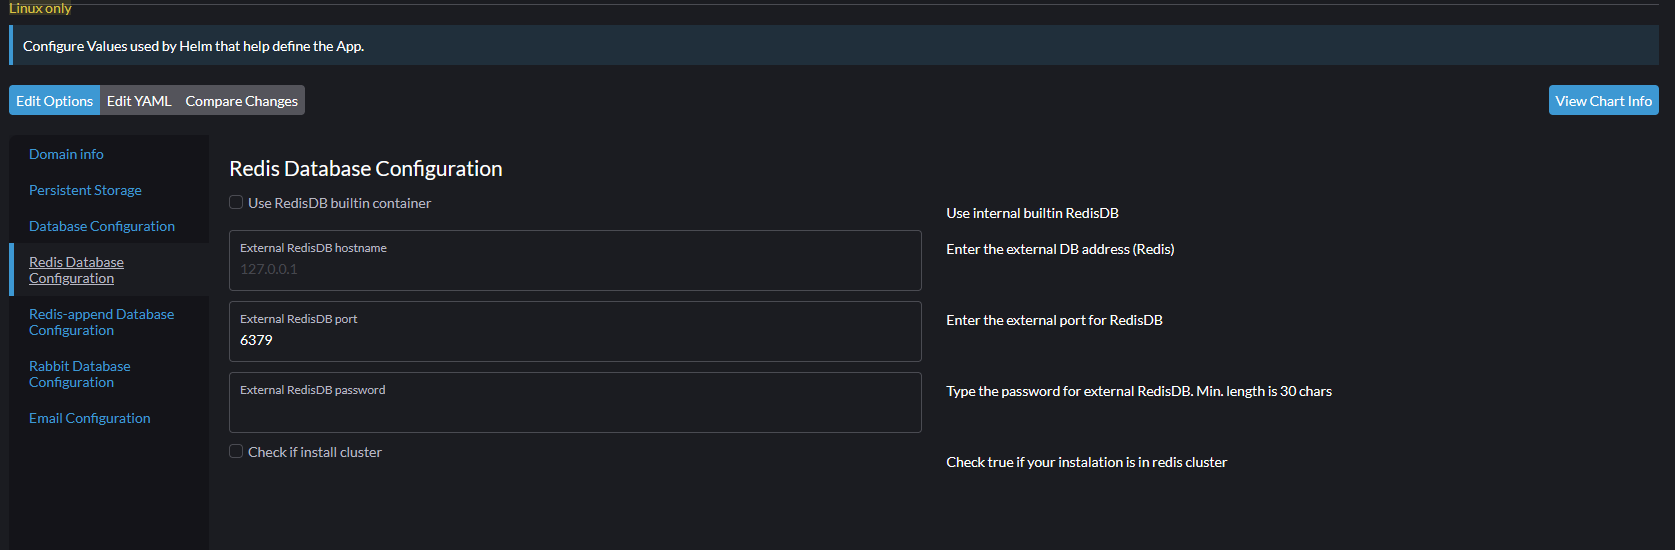 Linux only
Configure Values used by Helm that help define the App.
Edit Options Edit YAML Compare Changes View Chart Info
Domain info
Persistent Storage
Database Configuration
Redis Database
Configuration
Redis-append Database
Configuration
Rabbit Database
Configuration
Email Configuration
Redis Database Configuration
Use RedisDB builtin container
Use internal builtin RedisDB
External RedisDB hostname
127.0.0.1
Enter the external DB address (Redis)
External RedisDB port
6379
Enter the external port for RedisDB
External RedisDB password
Type the password for external RedisDB. Min. length is 30 chars
Check if install cluster
Check true if your instalation is in redis cluster